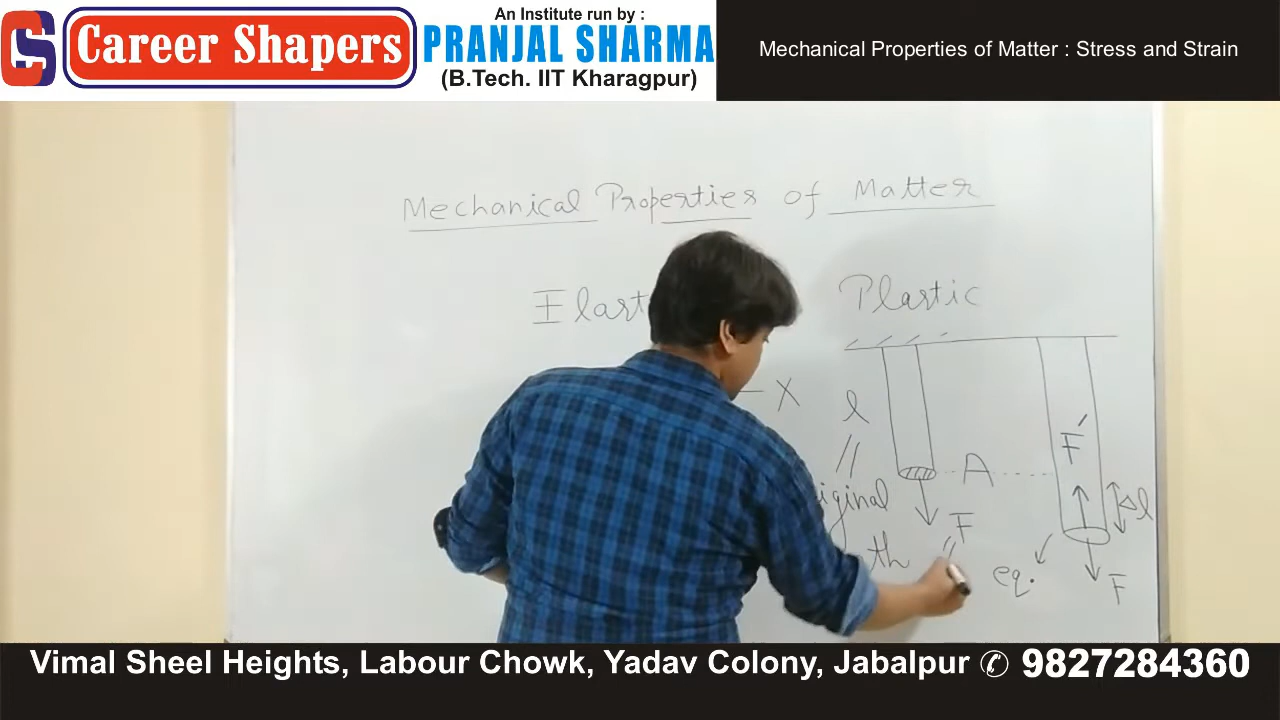 CS
Career Shapers
An Institute run by :
PRANJAL SHARMA
(B.Tech. IIT Kharagpur)
Mechanical Properties of Matter : Stress and Strain
Mechanical Properties of Matter
Plastic
X
l
A
F
F'
Δl
eq.
F
Vimal Sheel Heights, Labour Chowk, Yadav Colony, Jabalpur ✆ 9827284360